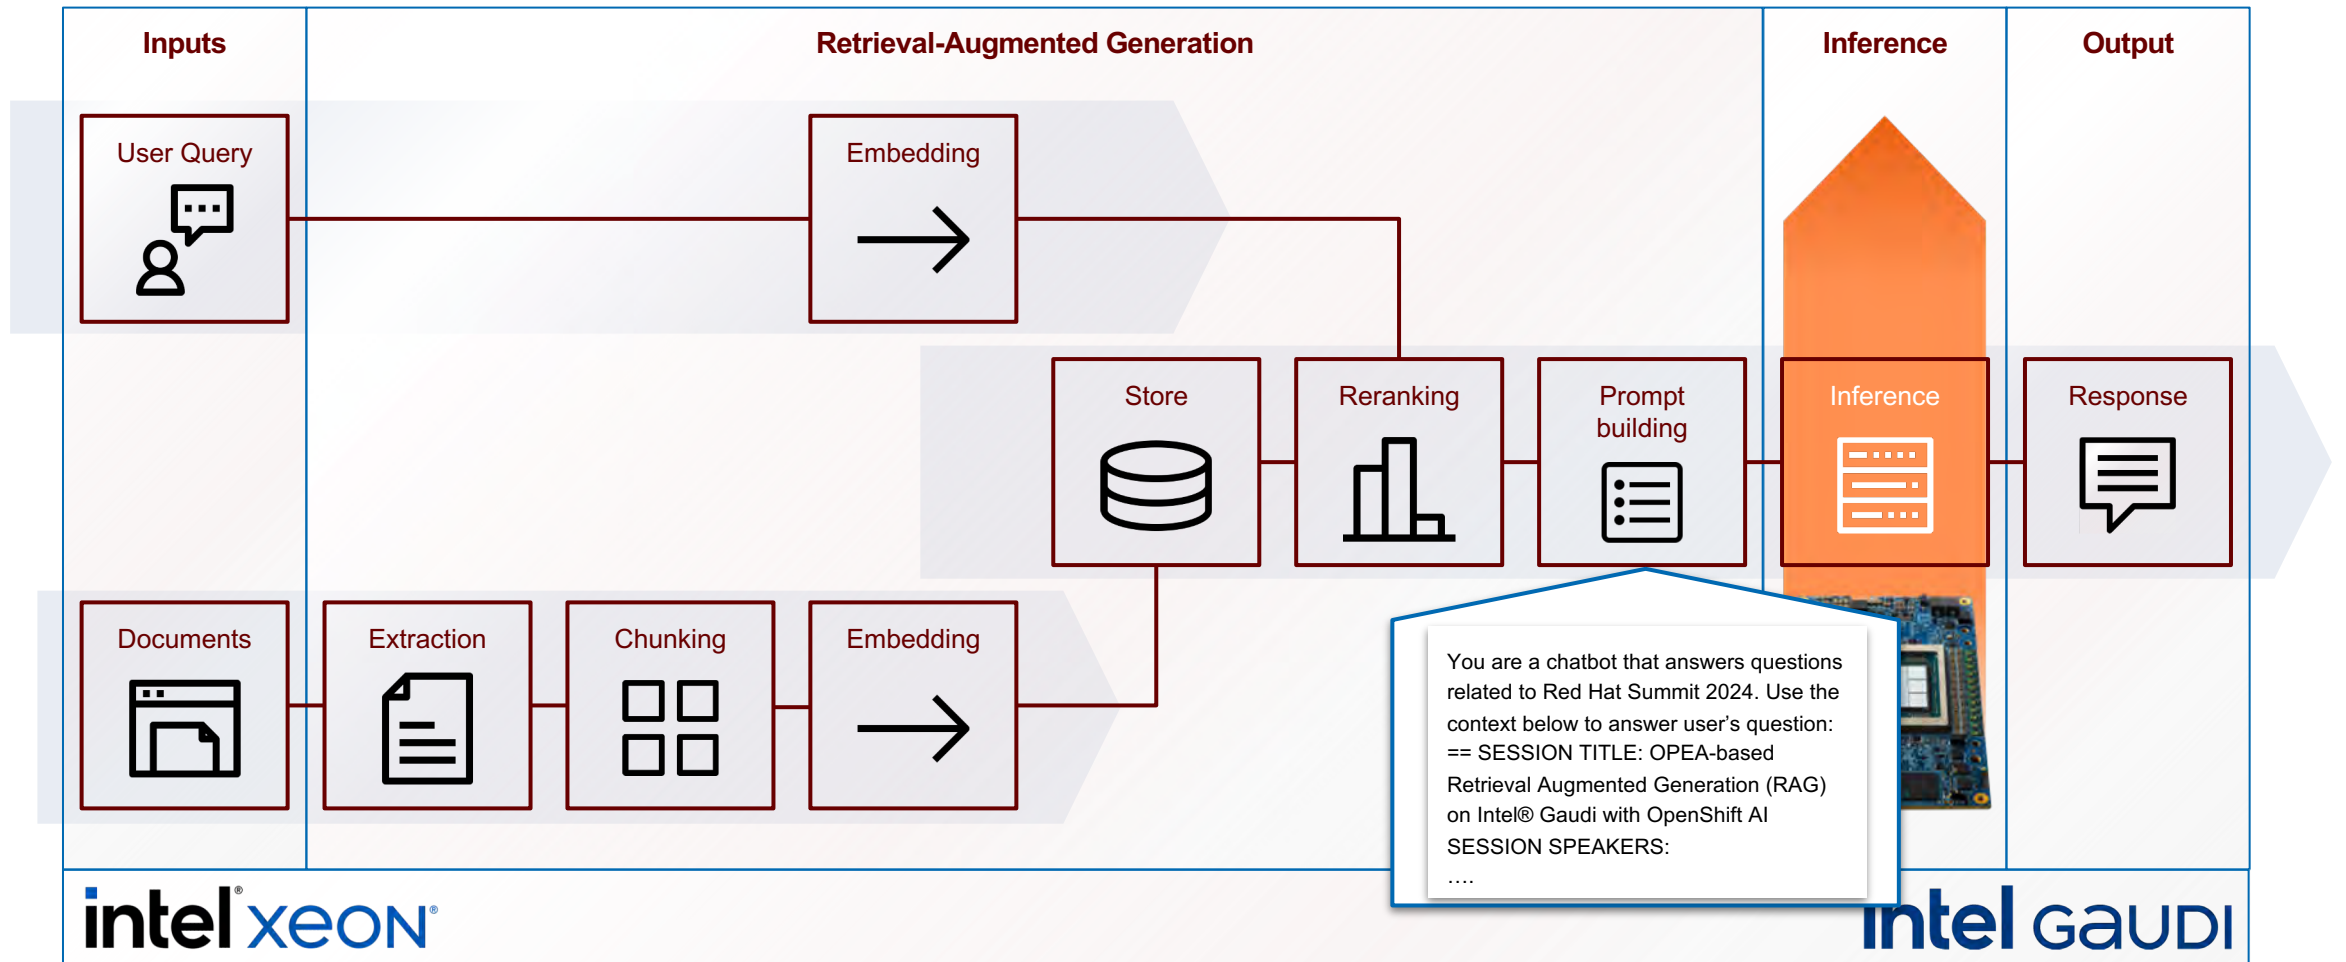 Inputs
Retrieval-Augmented Generation
Inference
Output
User Query
Embedding
Store
Reranking
Prompt
building
Inference
Response
Documents
Extraction
Chunking
Embedding
You are a chatbot that answers questions
related to Red Hat Summit 2024. Use the
context below to answer user’s question:
== SESSION TITLE: OPEA-based
Retrieval Augmented Generation (RAG)
on Intel® Gaudi with OpenShift AI
SESSION SPEAKERS:
….
intel® xeon®
intel gaudi